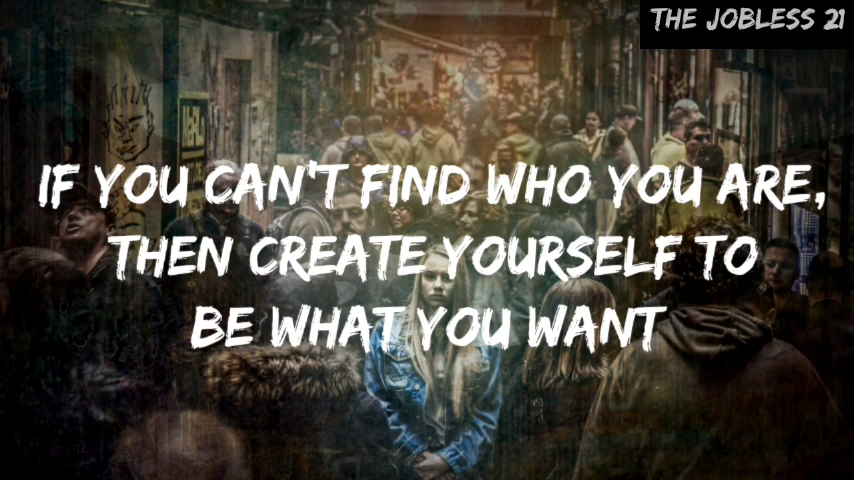 THE JOBLESS 21
IF YOU CAN'T FIND WHO YOU ARE,
THEN CREATE YOURSELF TO
BE WHAT YOU WANT